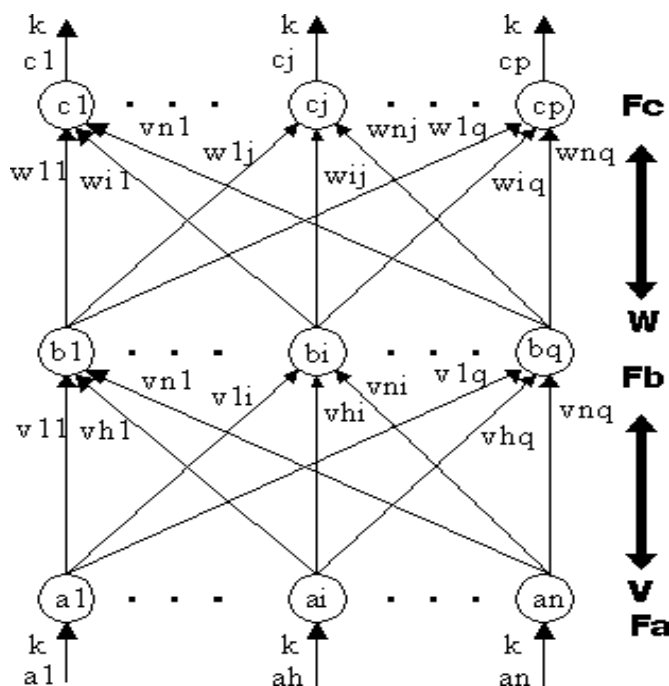 k k k
c1 cj cp
c1 . . . cj . . . cp Fc
vn1 w1j wnj w1q wnq
w11 wi1 wij wiq
W
b1 . . . bi . . . bq Fb
vn1 v1i vni v1q vnq
v11 vh1 vhi vhq
V
a1 . . . ai . . . an
Fa
k k k
a1 ah an